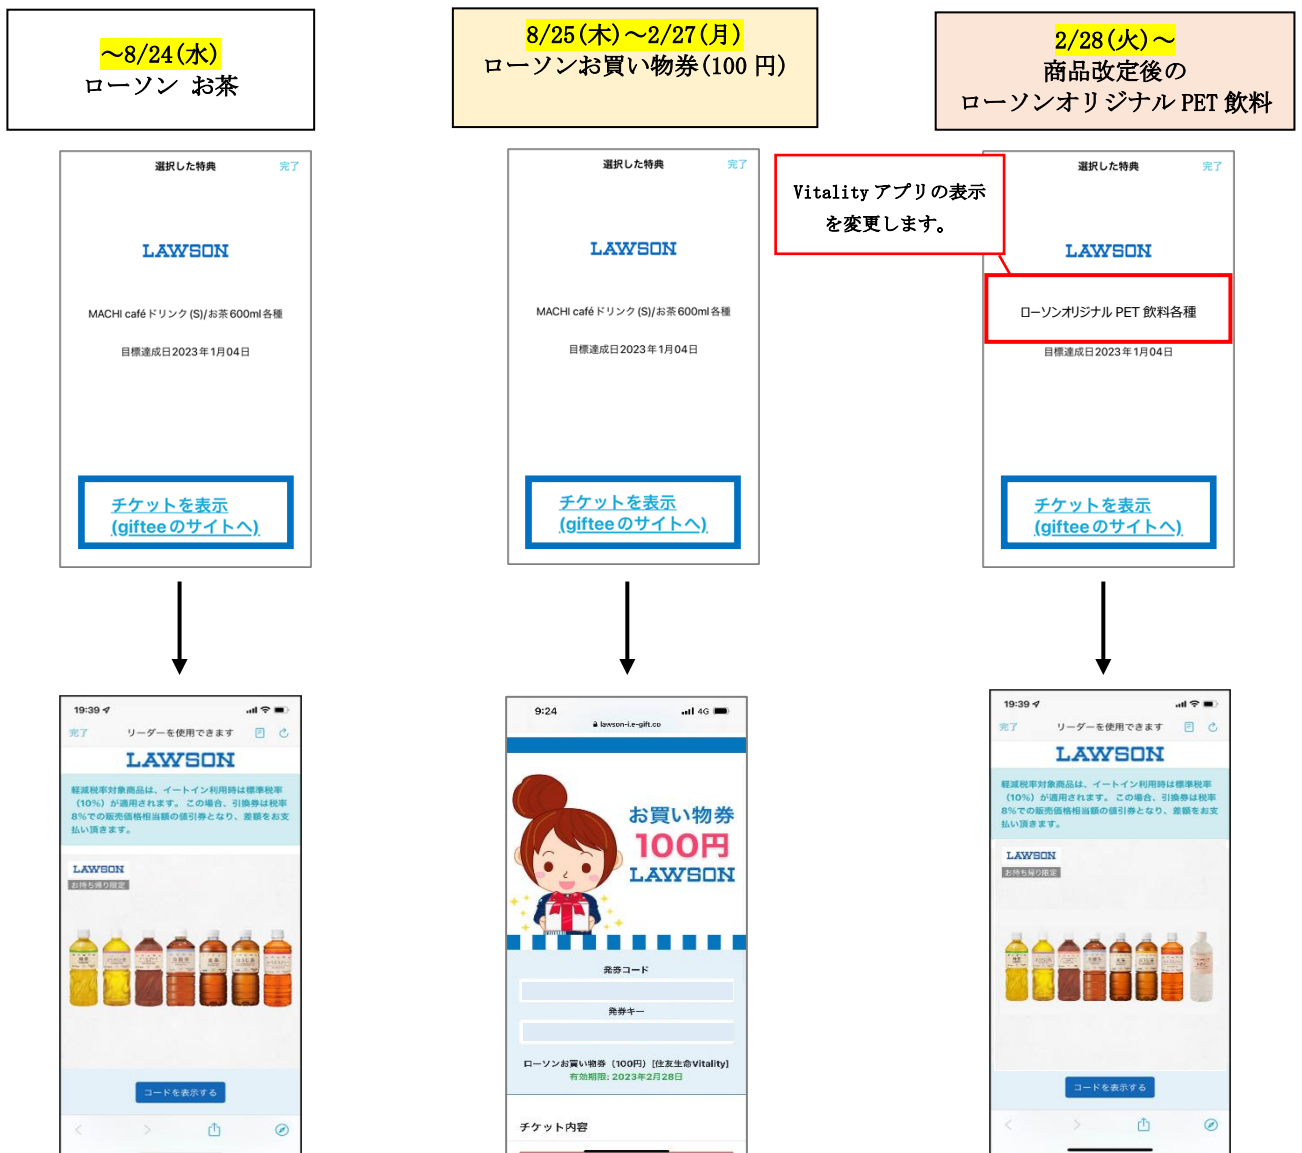 ～8/24(水)
ローソン お茶
8/25(木)～2/27(月)
ローソンお買い物券(100 円)
2/28(火)～
商品改定後の
ローソンオリジナル PET 飲料
選択した特典
完了
LAWSON
MACHI caféドリンク (S)/お茶600ml各種
目標達成日2023年1月04日
チケットを表示
(gifteeのサイトへ)
選択した特典
完了
LAWSON
MACHI caféドリンク (S)/お茶600ml各種
目標達成日2023年1月04日
チケットを表示
(gifteeのサイトへ)
Vitality アプリの表示
を変更します。
選択した特典
完了
LAWSON
ローソンオリジナル PET 飲料各種
目標達成日2023年1月04日
チケットを表示
(gifteeのサイトへ)
19:39
完了
リーダーを使用できます
LAWSON
軽減税率対象商品は、イートイン利用時は標準税率
（10%）が適用されます。この場合、引換券は税率
8%での販売価格相当額の値引券となり、差額をお支
払い頂きます。
LAWSON
お持ち帰り限定
コードを表示する
9:24
4G
lawson-i.e-gift.co
お買い物券
100円
LAWSON
発券コード
発券キー
ローソンお買い物券（100円）[住友生命Vitality]
有効期限: 2023年2月28日
チケット内容
19:39
完了
リーダーを使用できます
LAWSON
軽減税率対象商品は、イートイン利用時は標準税率
（10%）が適用されます。この場合、引換券は税率
8%での販売価格相当額の値引券となり、差額をお支
払い頂きます。
LAWSON
お持ち帰り限定
コードを表示する